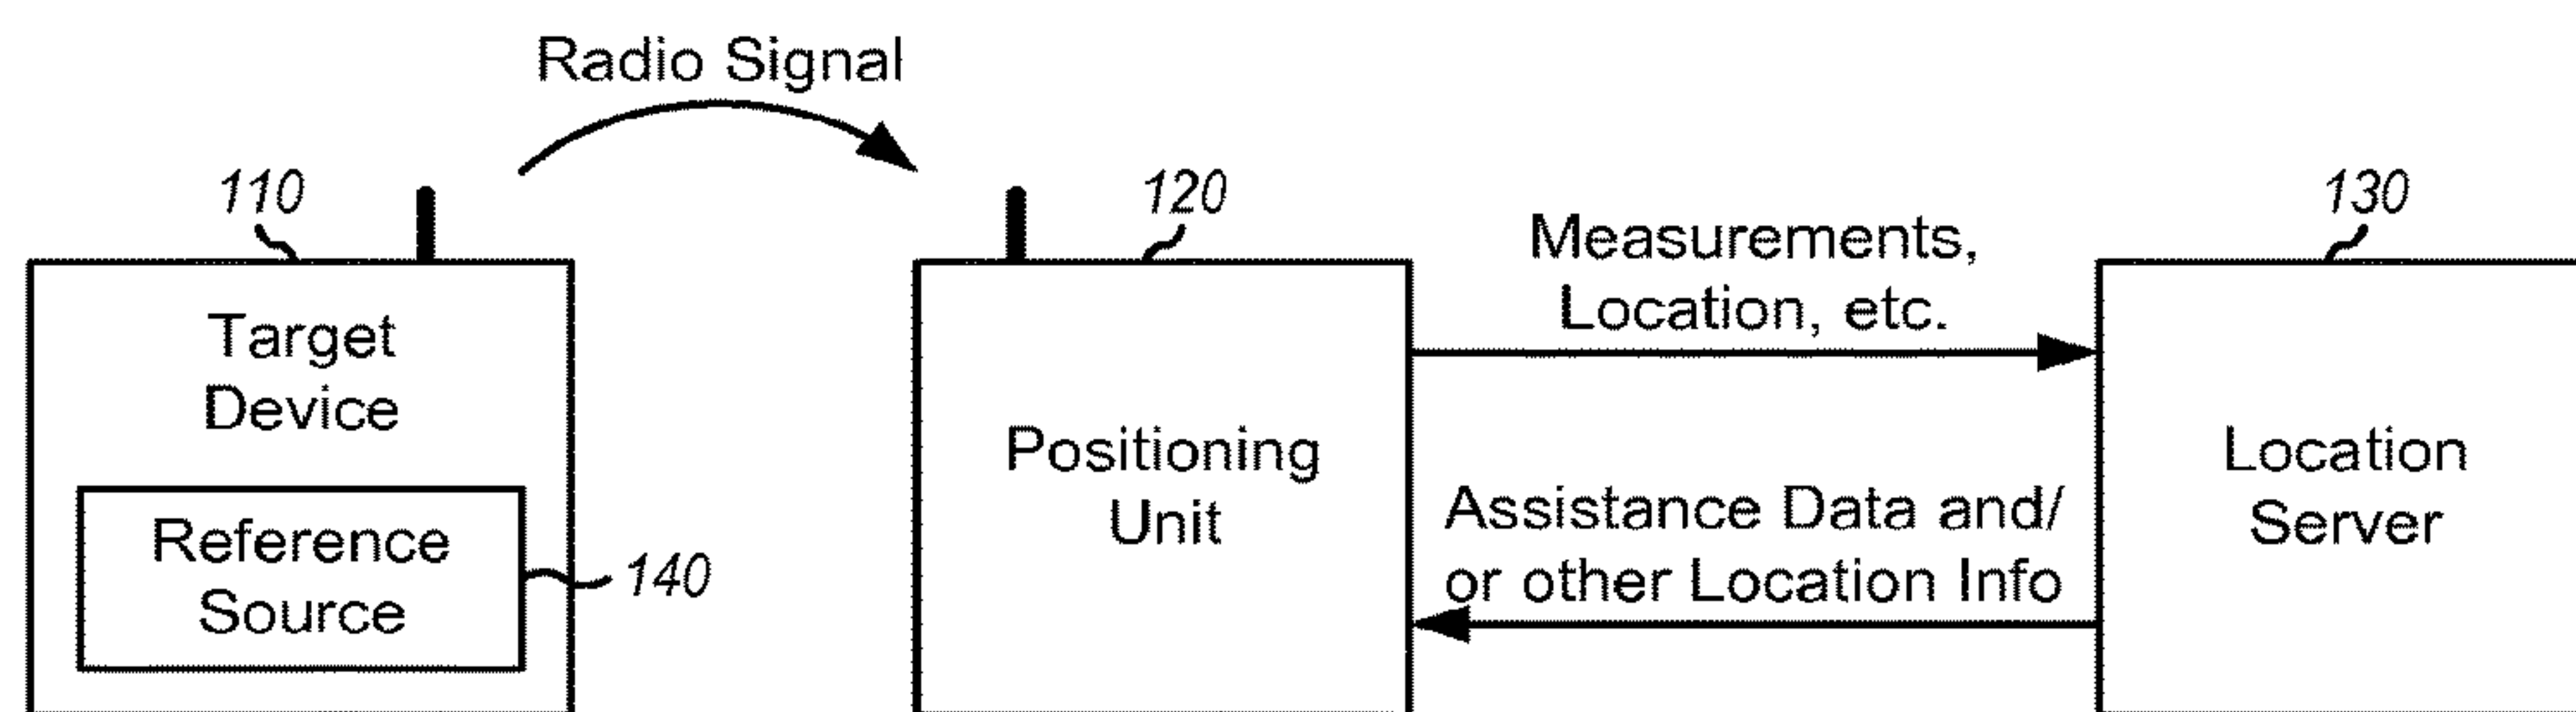 Radio Signal
110
120
130
Target
Device
Reference
Source
140
Positioning
Unit
Measurements,
Location, etc.
Assistance Data and/
or other Location Info
Location
Server